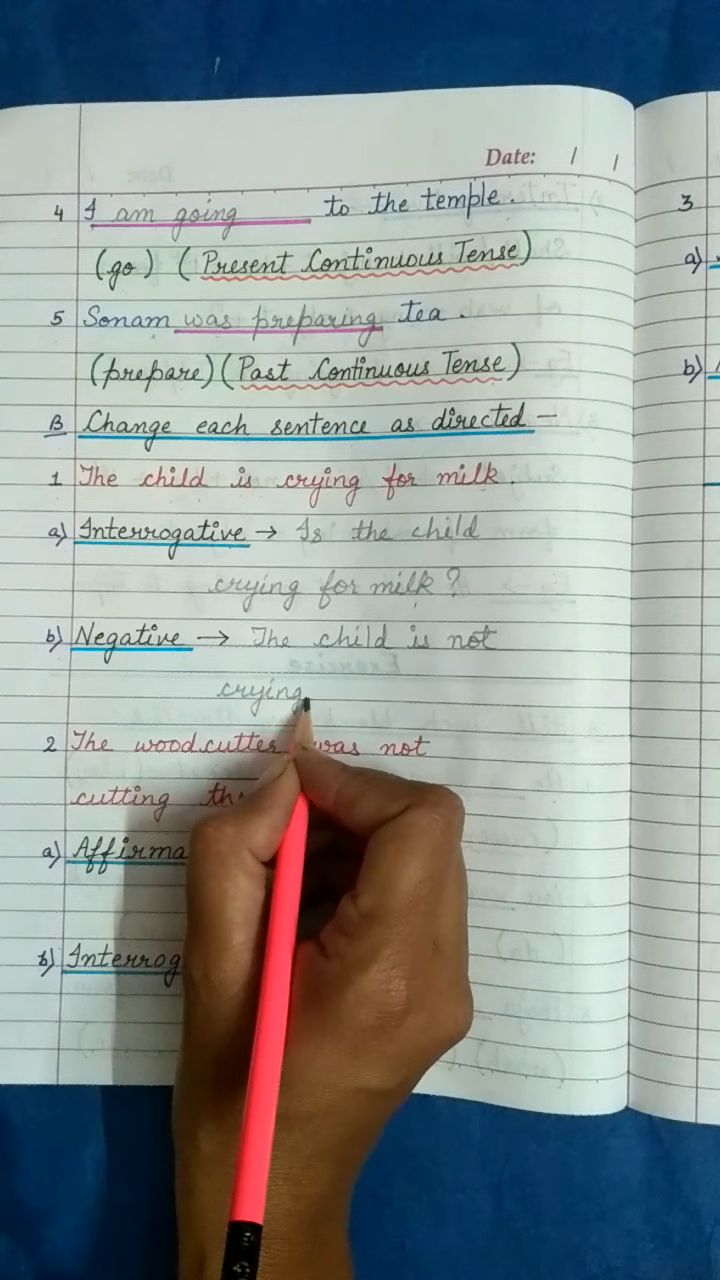 Date: / /
4 I am going to the temple.
(go) (Present Continuous Tense)
5 Sonam was preparing tea.
(prepare) (Past Continuous Tense)
B Change each sentence as directed –
1 The child is crying for milk.
a) Interrogative → Is the child
crying for milk?
b) Negative → The child is not
crying
2 The woodcutter was not
cutting th
a) Affirma
b) Interrog
3
a)
b)